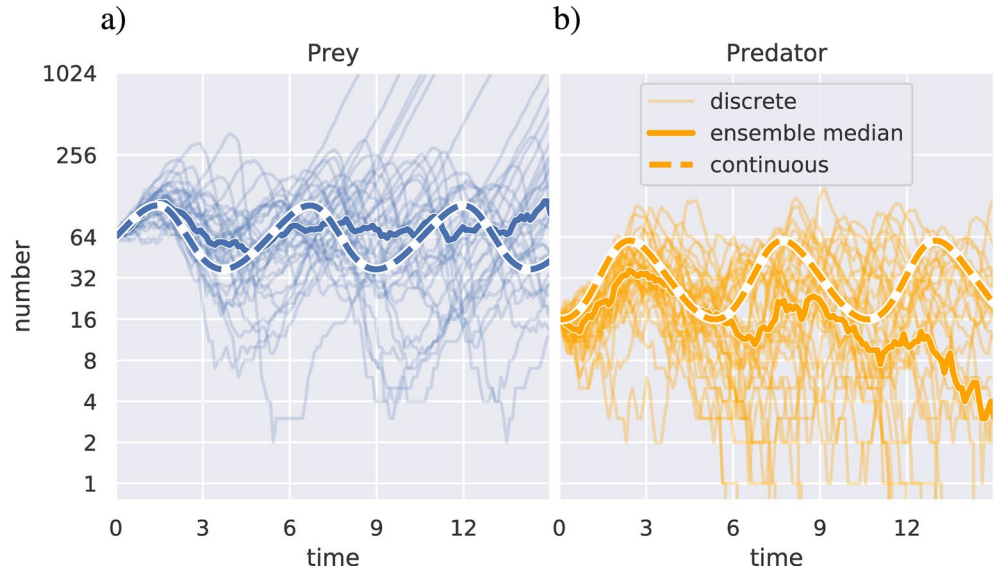 a)
b)
Prey
Predator
1024
256
64
32
16
8
4
2
1
number
0 3 6 9 12
time
discrete
ensemble median
continuous
0 3 6 9 12
time